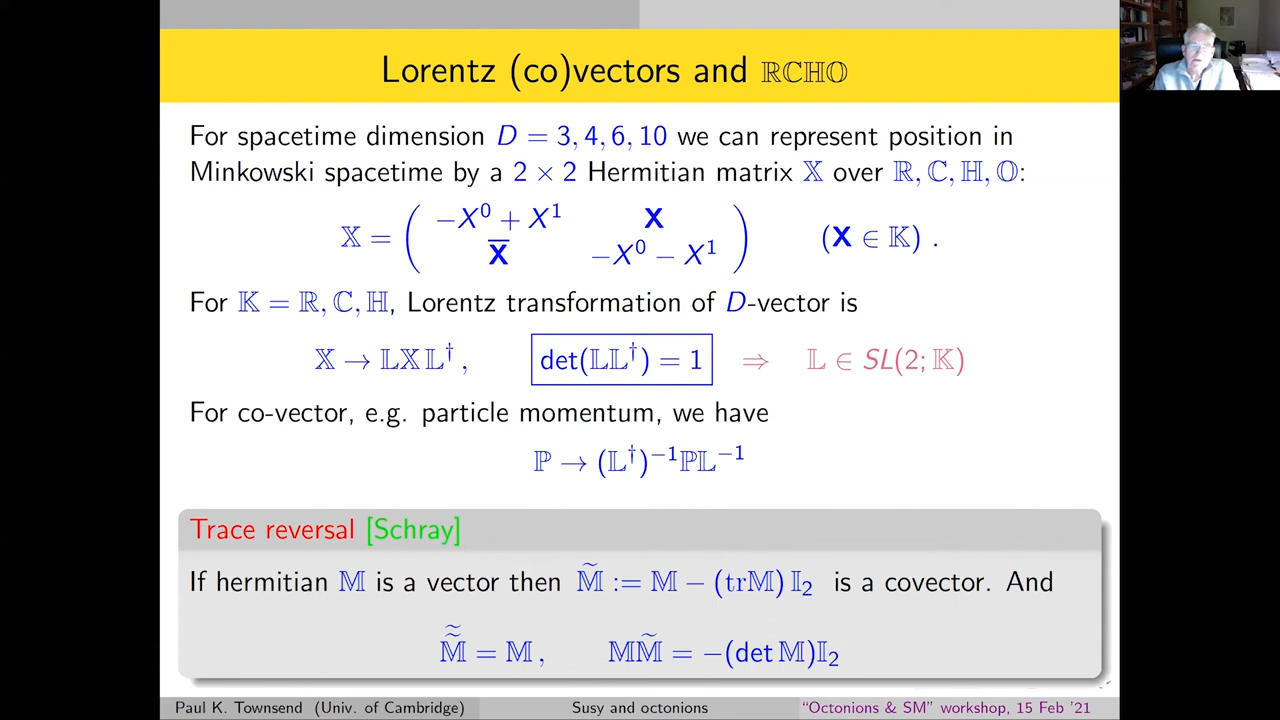 Lorentz (co)vectors and ℝℂℍ𝕆
For spacetime dimension D = 3, 4, 6, 10 we can represent position in
Minkowski spacetime by a 2 × 2 Hermitian matrix 𝕏 over ℝ, ℂ, ℍ, 𝕆:
𝕏 = ( −X⁰ + X¹   𝐗
𝐗̅   −X⁰ − X¹ )   (𝐗 ∈ 𝕂) .
For 𝕂 = ℝ, ℂ, ℍ, Lorentz transformation of D-vector is
𝕏 → 𝕃𝕏𝕃† ,   det(𝕃𝕃†) = 1   ⇒   𝕃 ∈ SL(2; 𝕂)
For co-vector, e.g. particle momentum, we have
ℙ → (𝕃†)⁻¹ℙ𝕃⁻¹
Trace reversal [Schray]
If hermitian 𝕄 is a vector then 𝕄̃ := 𝕄 − (tr𝕄) 𝕀₂ is a covector. And
𝕄̃̃ = 𝕄 ,   𝕄𝕄̃ = −(det 𝕄)𝕀₂
Paul K. Townsend (Univ. of Cambridge)   Susy and octonions   “Octonions & SM” workshop, 15 Feb '21